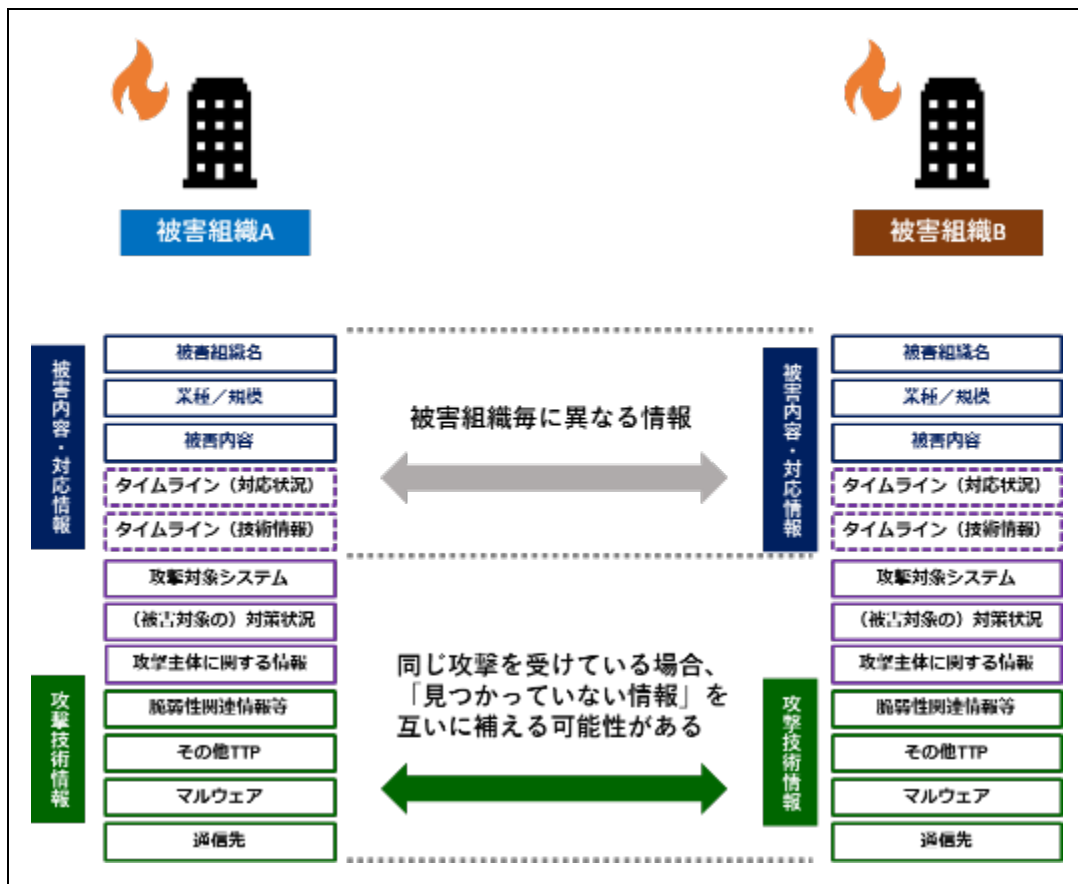 被害組織A
被害組織B
被害内容・対応情報
被害組織名
業種／規模
被害内容
タイムライン（対応状況）
タイムライン（技術情報）
攻撃対象システム
（被害対象の）対策状況
攻撃主体に関する情報
攻撃技術情報
脆弱性関連情報等
その他TTP
マルウェア
通信先
被害組織毎に異なる情報
同じ攻撃を受けている場合、
「見つかっていない情報」を
互いに補える可能性がある
被害内容・対応情報
被害組織名
業種／規模
被害内容
タイムライン（対応状況）
タイムライン（技術情報）
攻撃対象システム
（被害対象の）対策状況
攻撃主体に関する情報
攻撃技術情報
脆弱性関連情報等
その他TTP
マルウェア
通信先